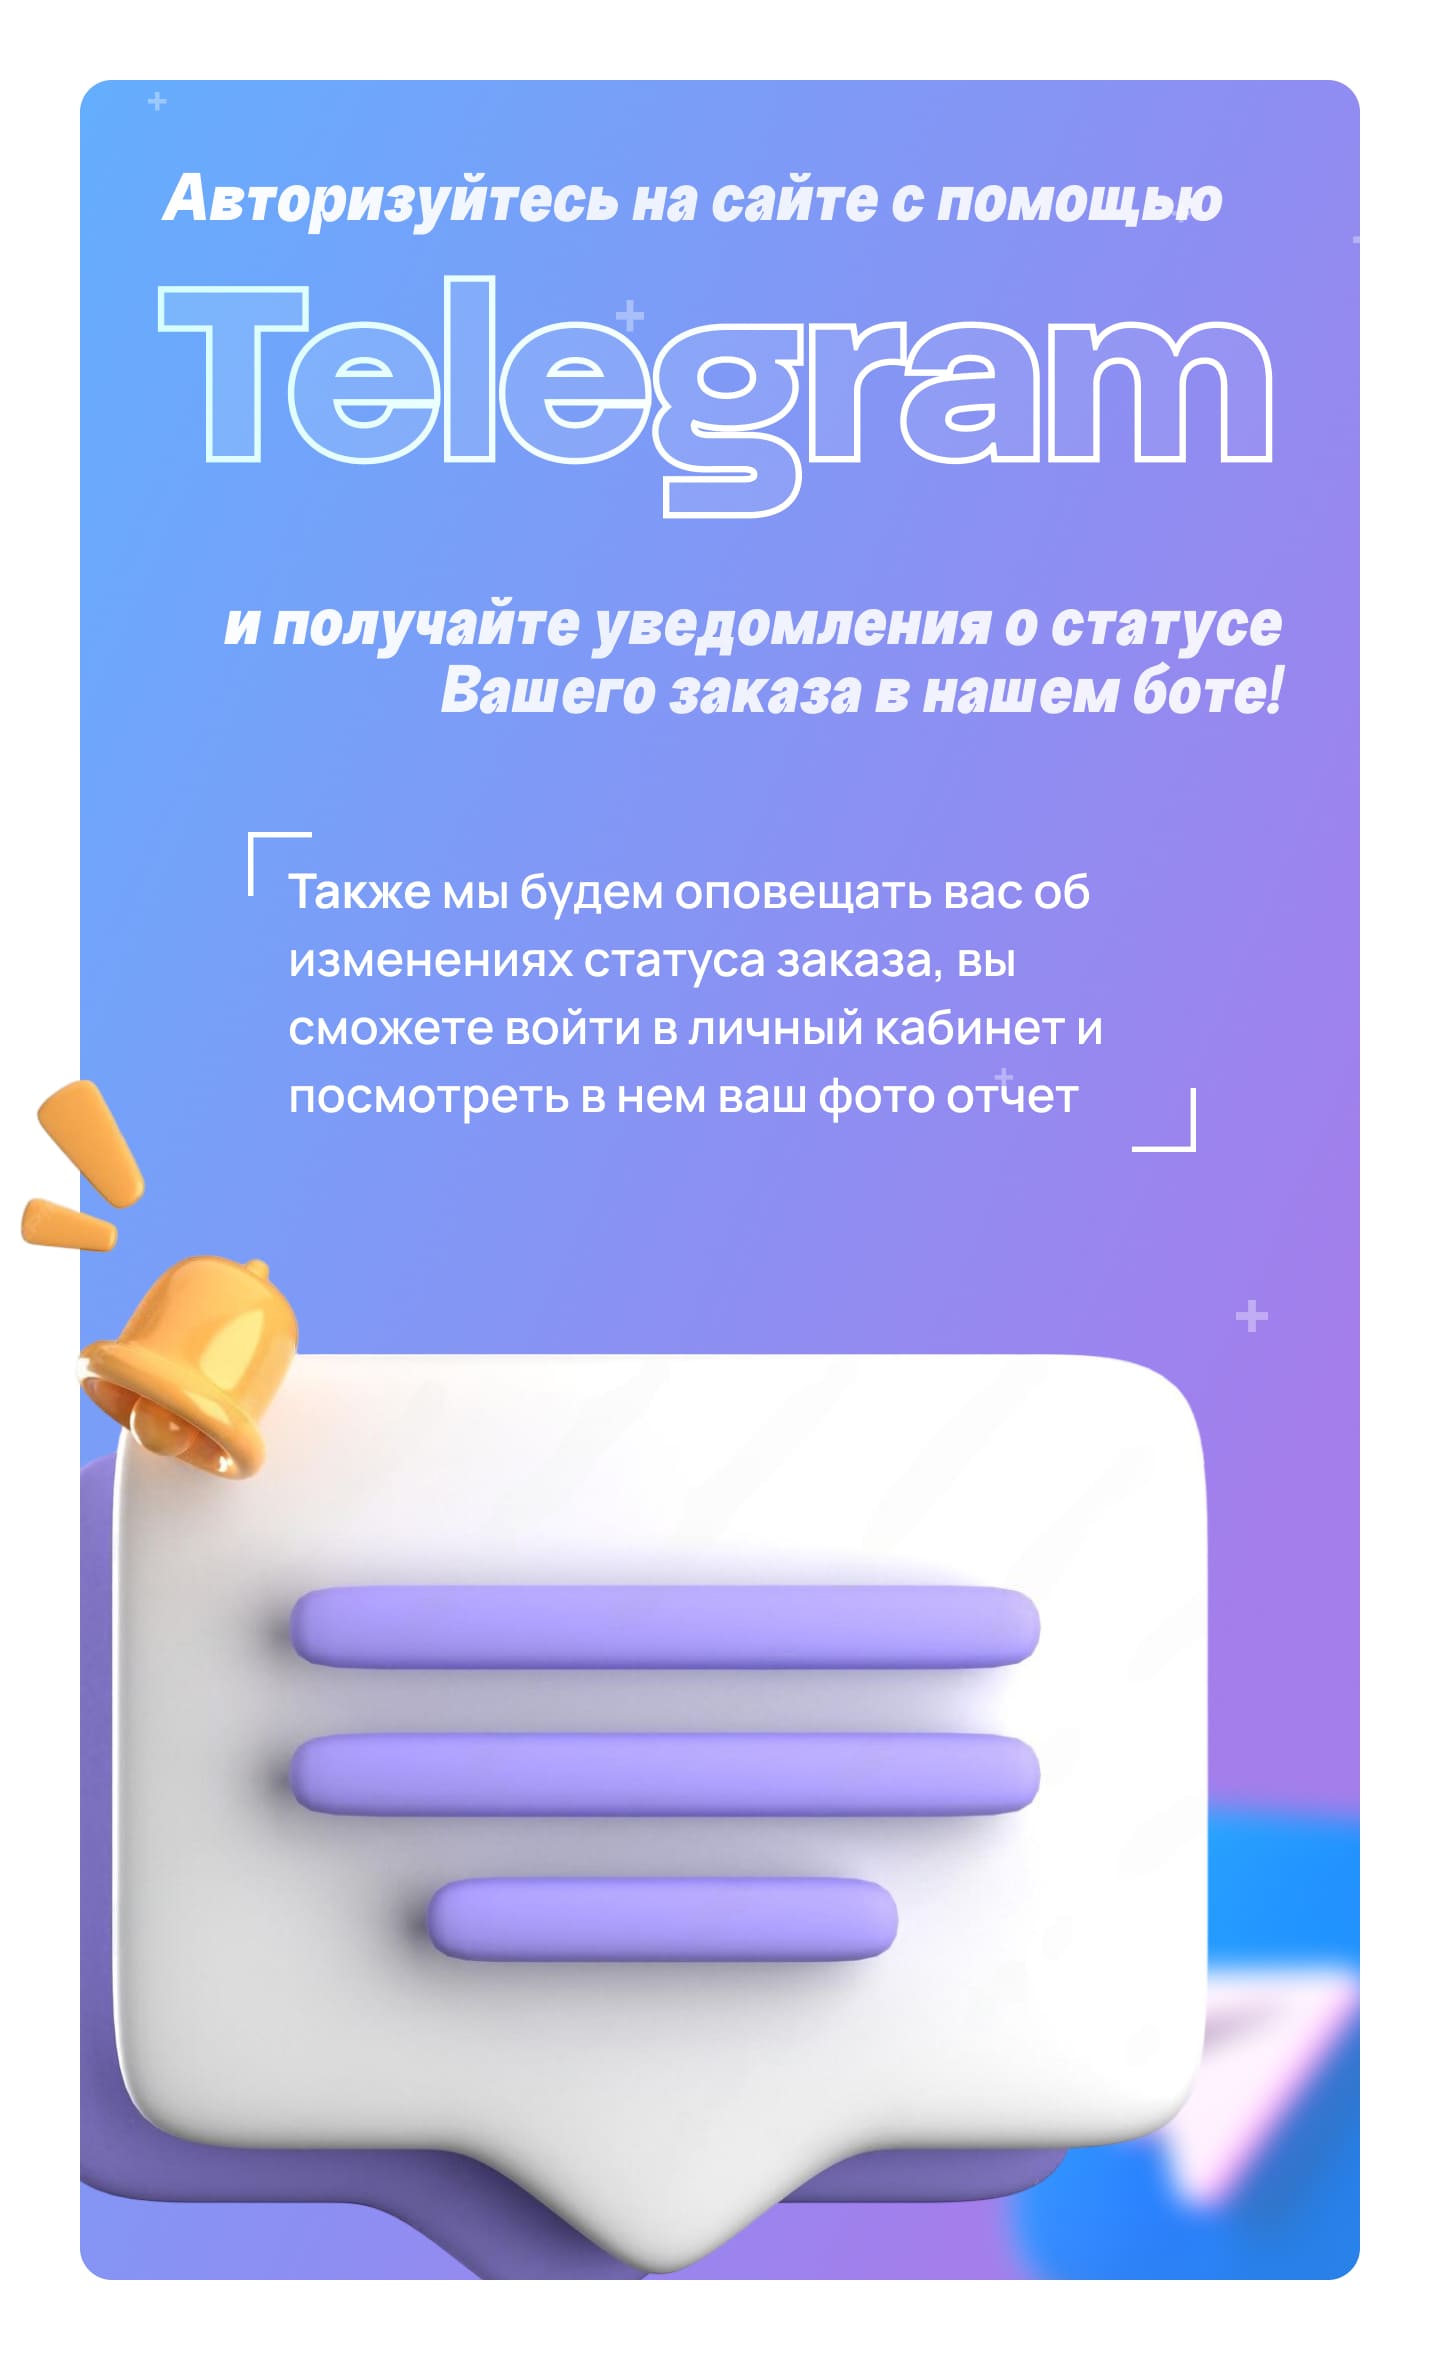 Авторизуйтесь на сайте с помощью
Telegram
и получайте уведомления о статусе
Вашего заказа в нашем боте!
Также мы будем оповещать вас об
изменениях статуса заказа, вы
сможете войти в личный кабинет и
посмотреть в нем ваш фото отчет